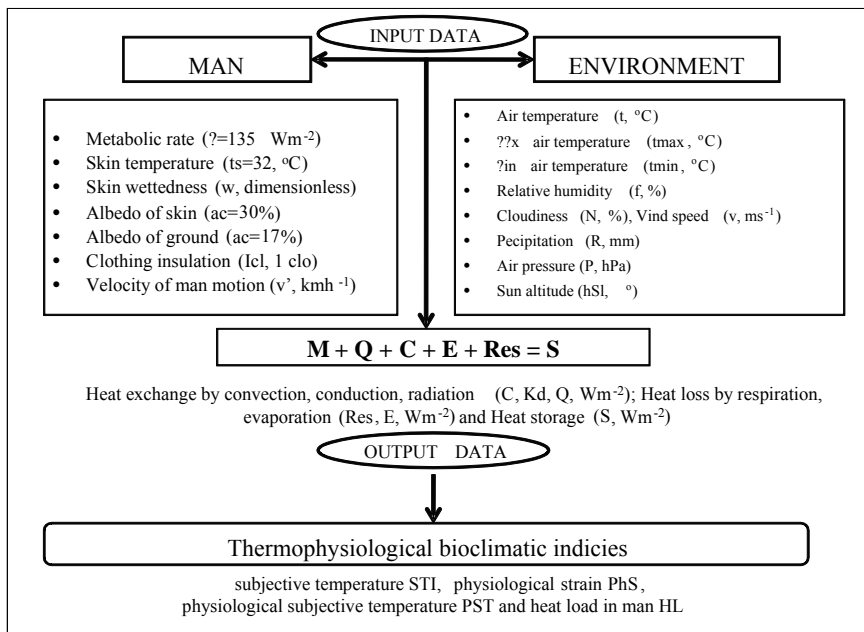 INPUT DATA
MAN
ENVIRONMENT
• Metabolic rate (?=135 Wm-2)
• Skin temperature (ts=32, ºC)
• Skin wettedness (w, dimensionless)
• Albedo of skin (ac=30%)
• Albedo of ground (ac=17%)
• Clothing insulation (Icl, 1 clo)
• Velocity of man motion (v', kmh -1)
• Air temperature (t, ºC)
• ??x air temperature (tmax, ºC)
• ?in air temperature (tmin, ºC)
• Relative humidity (f, %)
• Cloudiness (N, %), Vind speed (v, ms-1)
• Pecipitation (R, mm)
• Air pressure (P, hPa)
• Sun altitude (hSl, º)
M + Q + C + E + Res = S
Heat exchange by convection, conduction, radiation (C, Kd, Q, Wm-2); Heat loss by respiration,
evaporation (Res, E, Wm-2) and Heat storage (S, Wm-2)
OUTPUT DATA
Thermophysiological bioclimatic indicies
subjective temperature STI, physiological strain PhS,
physiological subjective temperature PST and heat load in man HL